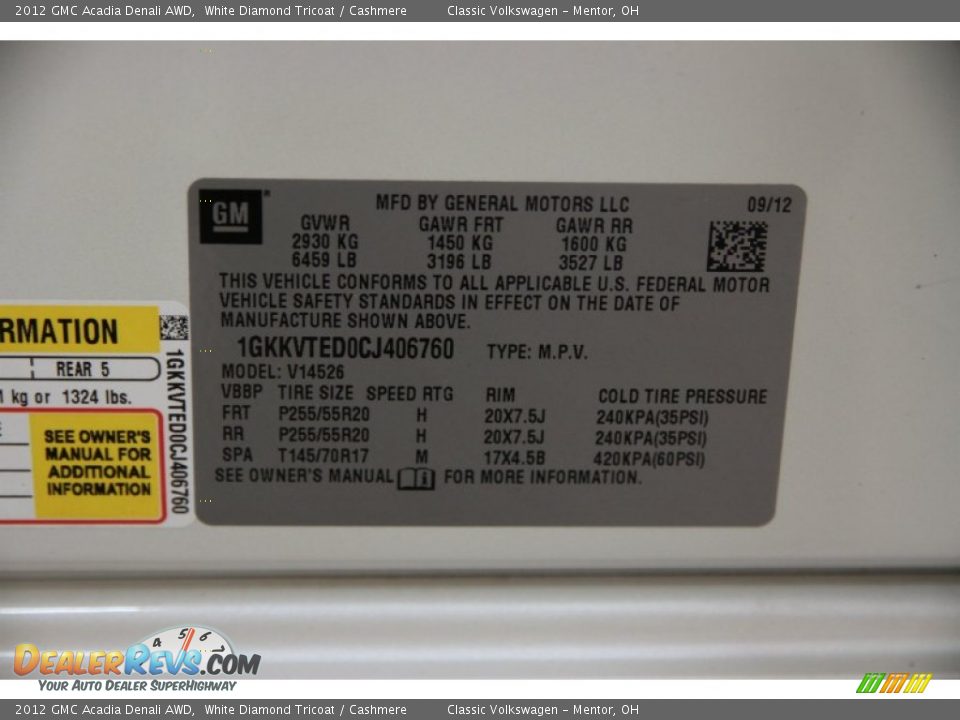 2012 GMC Acadia Denali AWD, White Diamond Tricoat / Cashmere Classic Volkswagen - Mentor, OH
GM
MFD BY GENERAL MOTORS LLC 09/12
GVWR GAWR FRT GAWR RR
2930 KG 1450 KG 1600 KG
6459 LB 3196 LB 3527 LB
THIS VEHICLE CONFORMS TO ALL APPLICABLE U.S. FEDERAL MOTOR
VEHICLE SAFETY STANDARDS IN EFFECT ON THE DATE OF
MANUFACTURE SHOWN ABOVE.
1GKKVTED0CJ406760 TYPE: M.P.V.
MODEL: V14526
VBBP TIRE SIZE SPEED RTG RIM COLD TIRE PRESSURE
FRT P255/55R20 H 20X7.5J 240KPA(35PSI)
RR P255/55R20 H 20X7.5J 240KPA(35PSI)
SPA T145/70R17 M 17X4.5B 420KPA(60PSI)
SEE OWNER'S MANUAL FOR MORE INFORMATION.
RMATION
REAR 5
kg or 1324 lbs.
SEE OWNER'S
MANUAL FOR
ADDITIONAL
INFORMATION
1GKKVTED0CJ406760
4 5 6
DEALERREVS.COM
YOUR AUTO DEALER SUPERHIGHWAY
2012 GMC Acadia Denali AWD, White Diamond Tricoat / Cashmere Classic Volkswagen - Mentor, OH